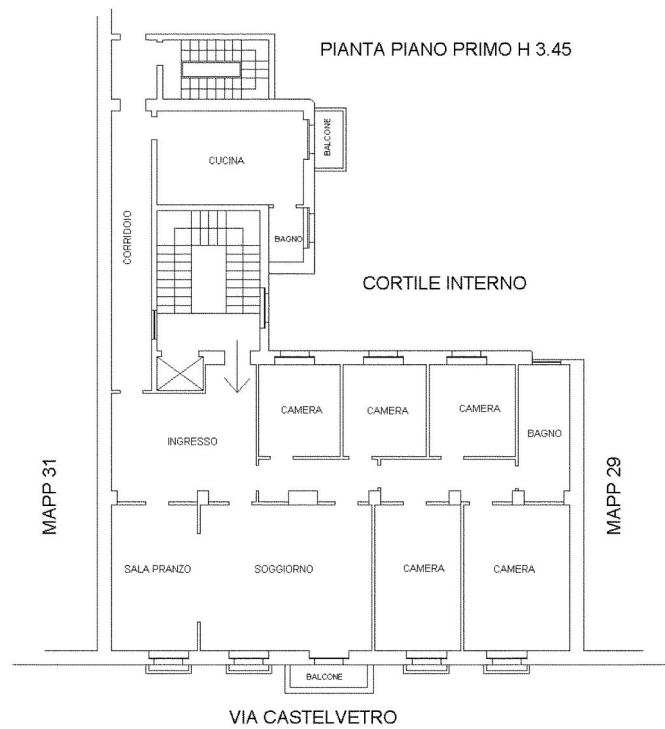 PIANTA PIANO PRIMO H 3.45
BALCONE
CUCINA
CORRIDOIO
BAGNO
CORTILE INTERNO
CAMERA
CAMERA
CAMERA
INGRESSO
BAGNO
MAPP 31
MAPP 29
SALA PRANZO
SOGGIORNO
CAMERA
CAMERA
BALCONE
VIA CASTELVETRO